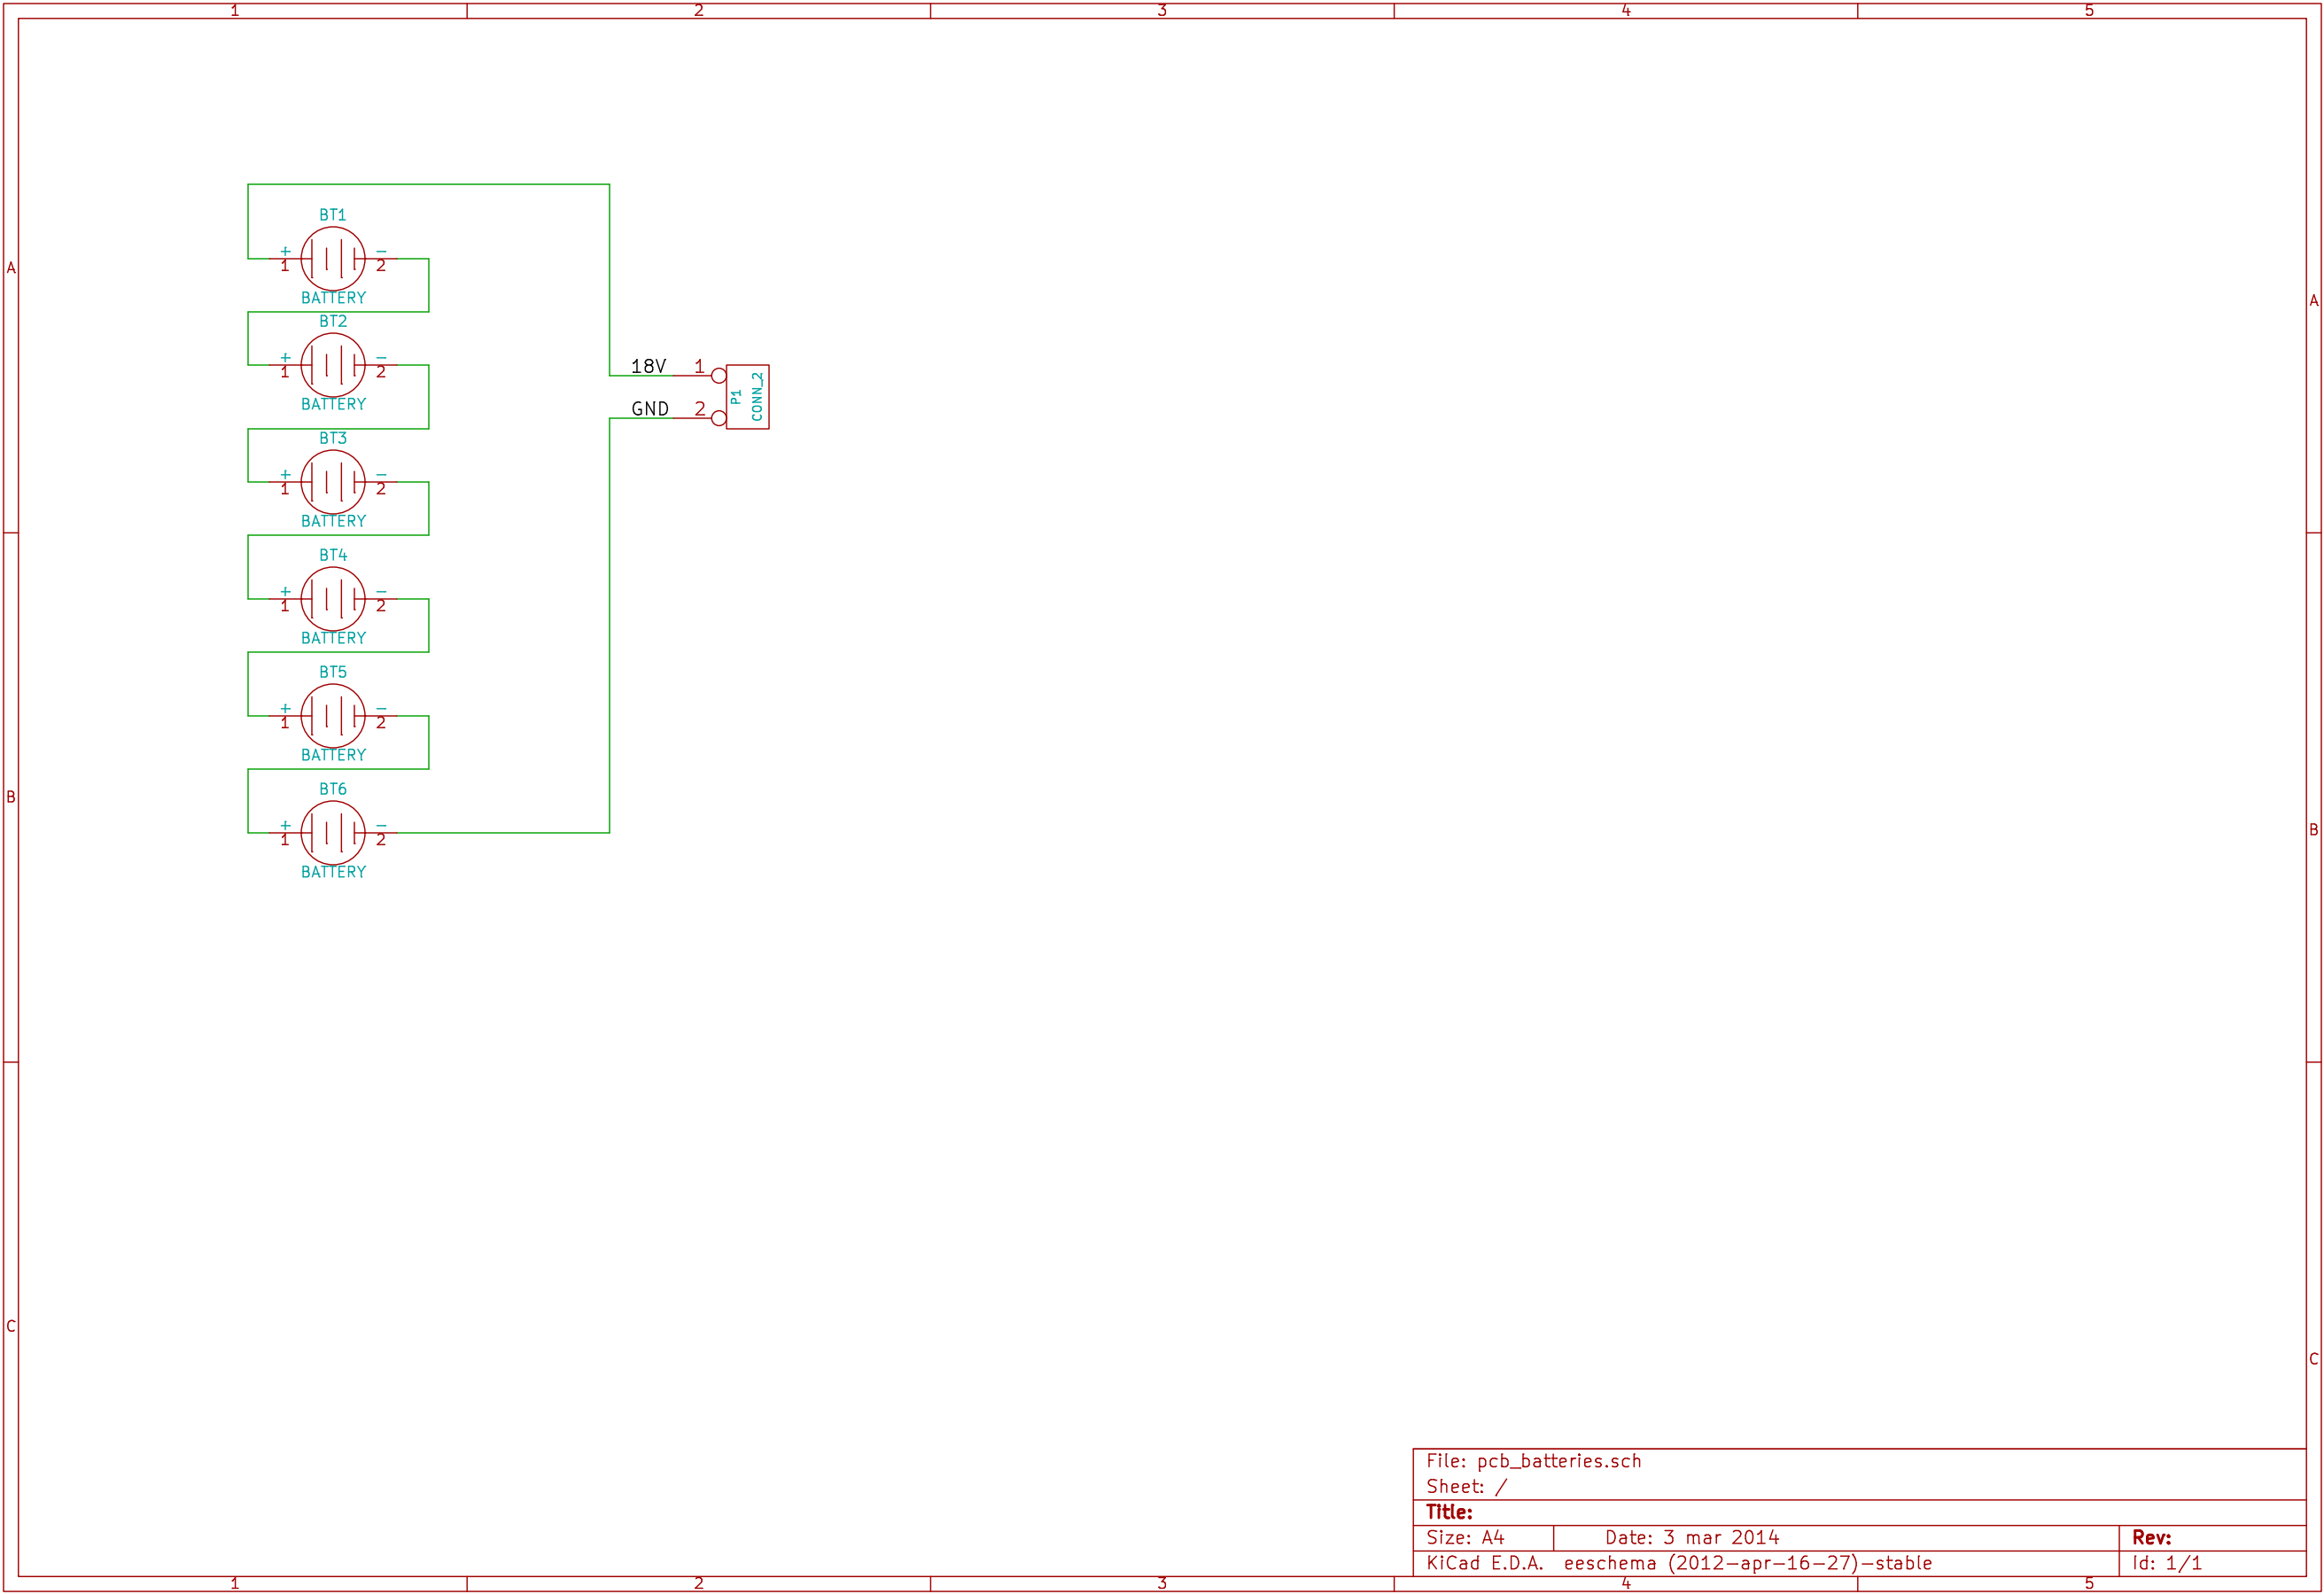 1 2 3 4 5
A
A
BT1
+ −
1 2
BATTERY
BT2
+ −
1 2
BATTERY
18V 1
GND 2
P1
CONN_2
BT3
+ −
1 2
BATTERY
BT4
+ −
1 2
BATTERY
BT5
+ −
1 2
BATTERY
B
B
BT6
+ −
1 2
BATTERY
C
C
File: pcb_batteries.sch
Sheet: /
Title:
Size: A4 Date: 3 mar 2014 Rev:
KiCad E.D.A. eeschema (2012-apr-16-27)-stable Id: 1/1
1 2 3 4 5